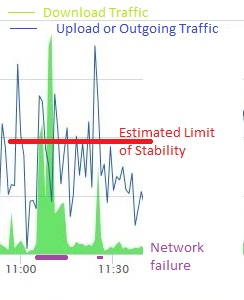 Download Traffic
Upload or Outgoing Traffic
Estimated Limit
of Stability
Network
failure
11:00
11:30